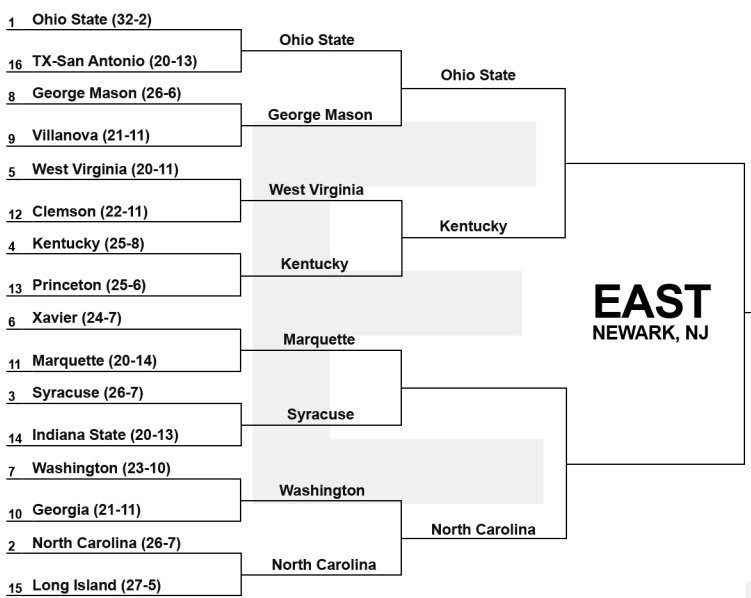 1 Ohio State (32-2)
16 TX-San Antonio (20-13)
8 George Mason (26-6)
9 Villanova (21-11)
5 West Virginia (20-11)
12 Clemson (22-11)
4 Kentucky (25-8)
13 Princeton (25-6)
6 Xavier (24-7)
11 Marquette (20-14)
3 Syracuse (26-7)
14 Indiana State (20-13)
7 Washington (23-10)
10 Georgia (21-11)
2 North Carolina (26-7)
15 Long Island (27-5)
Ohio State
George Mason
West Virginia
Kentucky
Marquette
Syracuse
Washington
North Carolina
Ohio State
Kentucky
North Carolina
EAST
NEWARK, NJ